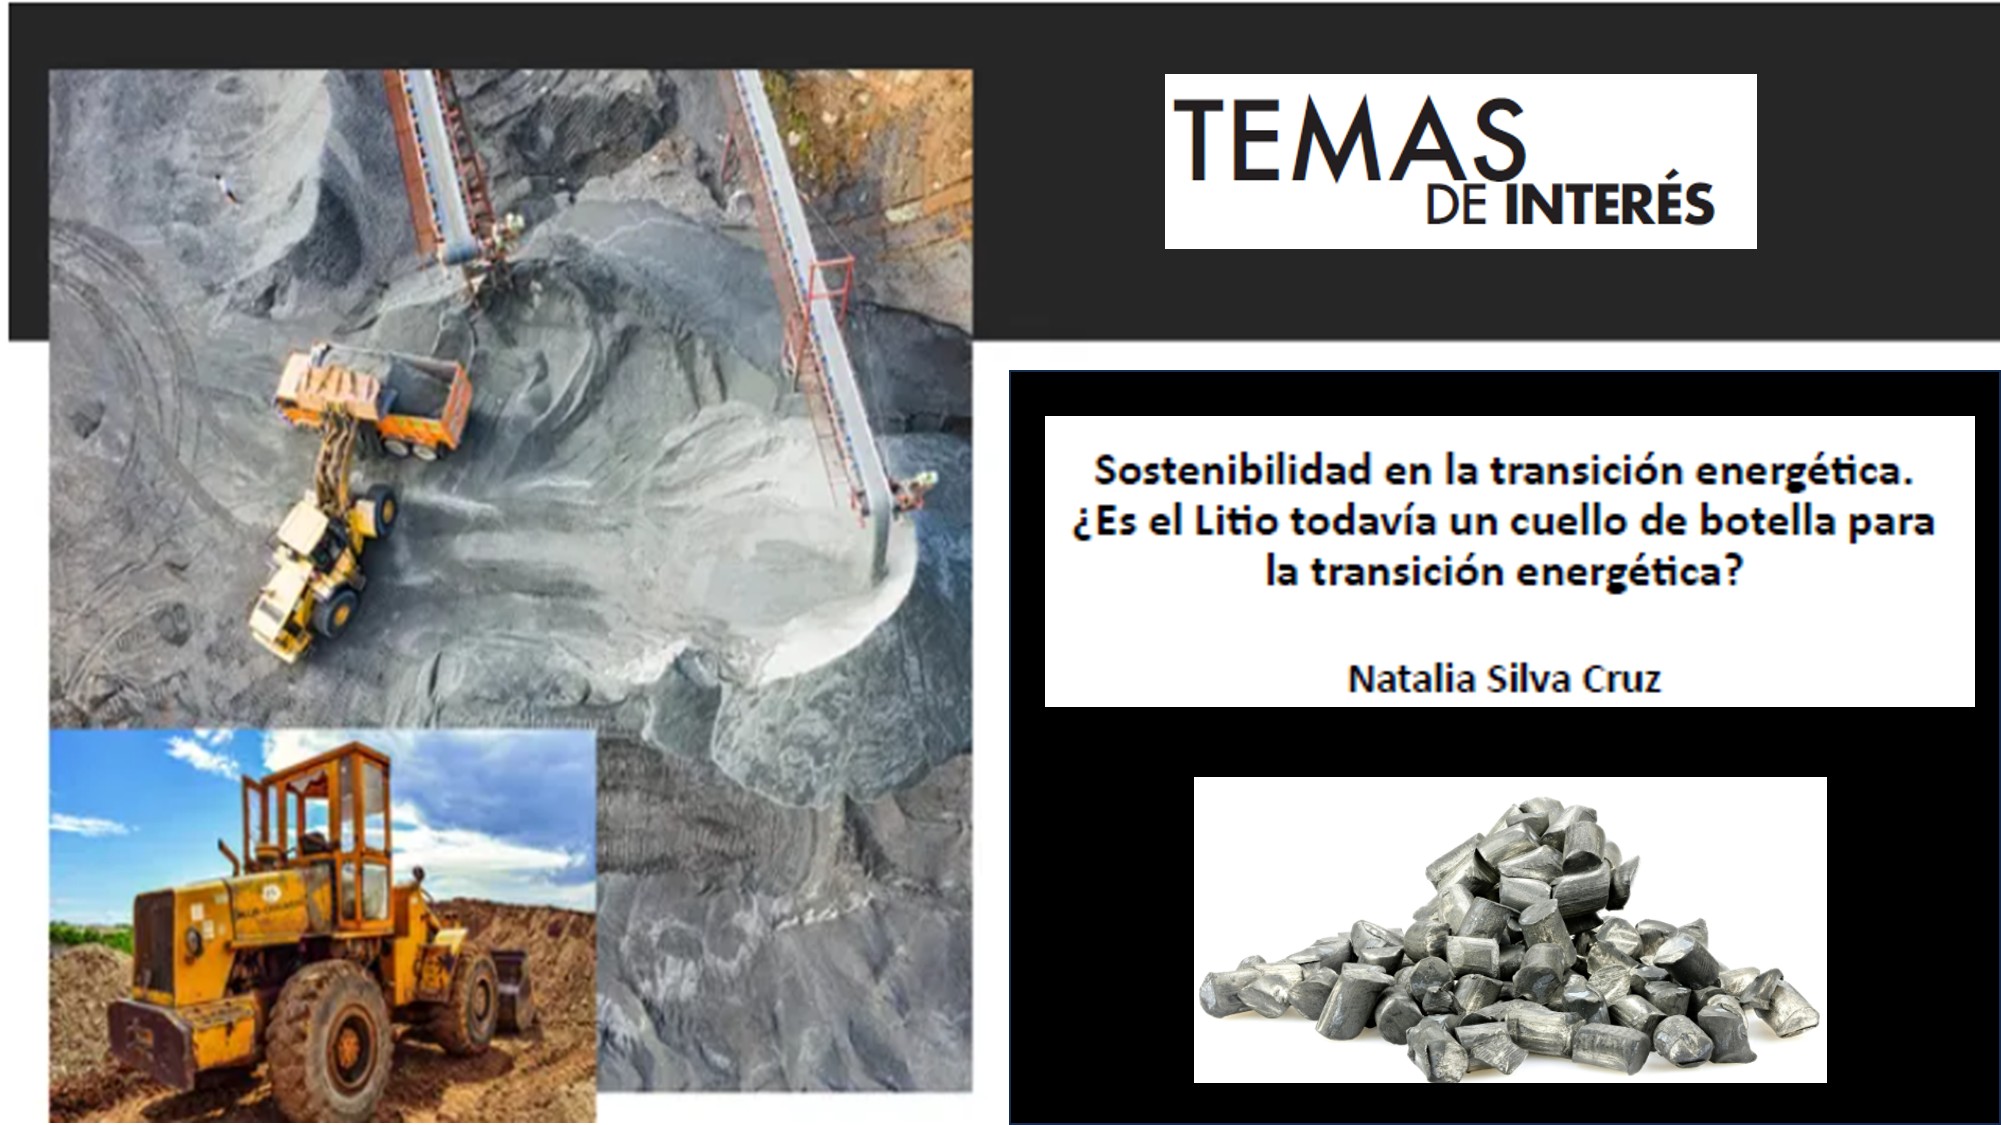 TEMAS
DE INTERÉS
Sostenibilidad en la transición energética.
¿Es el Litio todavía un cuello de botella para
la transición energética?
Natalia Silva Cruz